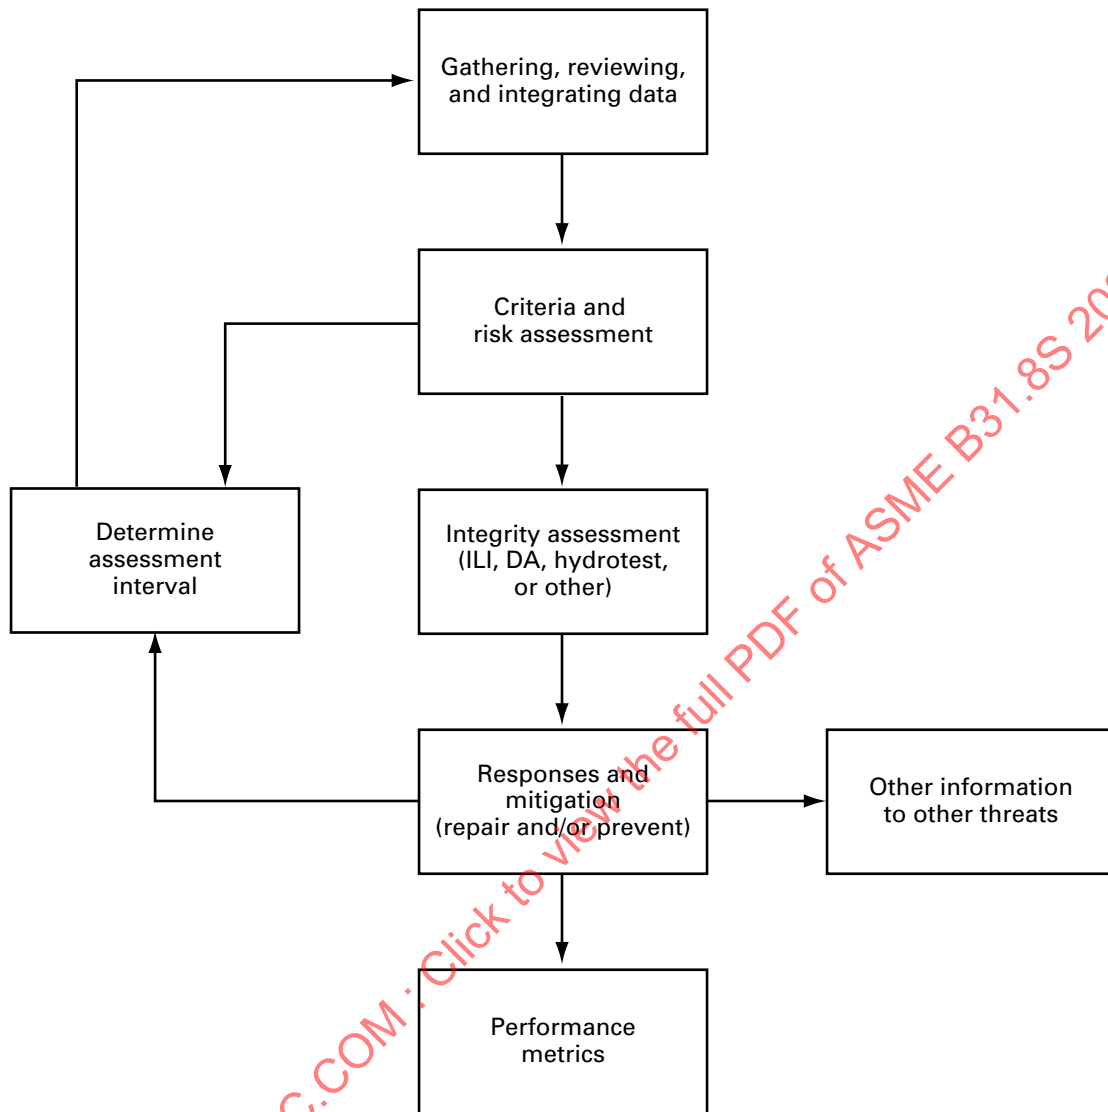 Gathering, reviewing,
and integrating data
Criteria and
risk assessment
Determine
assessment
interval
Integrity assessment
(ILI, DA, hydrotest,
or other)
Responses and
mitigation
(repair and/or prevent)
Other information
to other threats
Performance
metrics
C.COM : Click to view the full PDF of ASME B31.8S 20